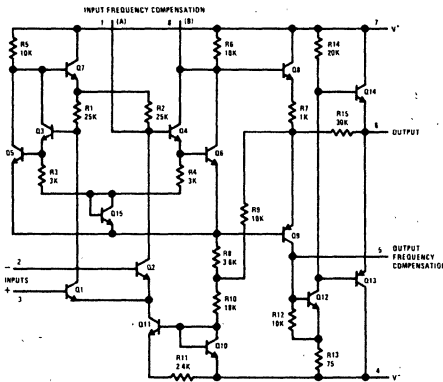 INPUT FREQUENCY COMPENSATION
1 (A) 8 (B)
7 V+
R5 10K
R6 18K
R14 20K
Q7
Q8
Q14
R1 25K
R2 25K
R7 1K
R15 30K
6 OUTPUT
Q3
Q4
Q5
Q6
R3 3K
R4 3K
Q15
R9 18K
Q9
5 OUTPUT FREQUENCY COMPENSATION
R8 3.6K
2
Q2
INPUTS
+
3
Q1
R10 18K
Q12
Q13
R12 10K
Q11
Q10
R11 2.4K
R13 75
4 V-